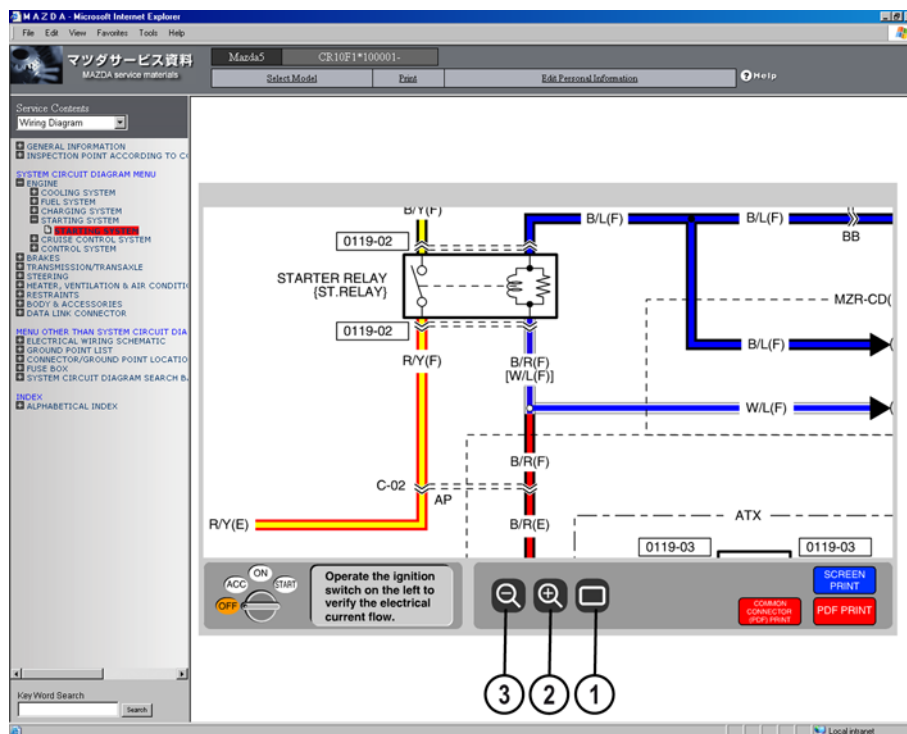 M A Z D A - Microsoft Internet Explorer
File Edit View Favorites Tools Help
マツダサービス資料
MAZDA service materials
Mazda5 CR10F1*100001-
Select Model Print Edit Personal Information ?Help
Service Contents
Wiring Diagram
GENERAL INFORMATION
INSPECTION POINT ACCORDING TO C
SYSTEM CIRCUIT DIAGRAM MENU
ENGINE
COOLING SYSTEM
FUEL SYSTEM
CHARGING SYSTEM
STARTING SYSTEM
STARTING SYSTEM
CRUISE CONTROL SYSTEM
CONTROL SYSTEM
BRAKES
TRANSMISSION/TRANSAXLE
STEERING
HEATER, VENTILATION & AIR CONDITI
RESTRAINTS
BODY & ACCESSORIES
DATA LINK CONNECTOR
MENU OTHER THAN SYSTEM CIRCUIT DIA
ELECTRICAL WIRING SCHEMATIC
GROUND POINT LIST
CONNECTOR/GROUND POINT LOCATIO
FUSE BOX
SYSTEM CIRCUIT DIAGRAM SEARCH B
INDEX
ALPHABETICAL INDEX
Key Word Search
Search
B/Y(F)
B/L(F) B/L(F)
BB
0119-02
STARTER RELAY
{ST.RELAY}
MZR-CD(
0119-02
R/Y(F)
B/R(F)
[W/L(F)]
B/L(F)
W/L(F)
B/R(F)
C-02
AP
R/Y(E)
B/R(E)
ATX
0119-03 0119-03
OFF ACC ON START
Operate the ignition
switch on the left to
verify the electrical
current flow.
SCREEN
PRINT
COMMON
CONNECTOR
(PDF) PRINT
PDF PRINT
3 2 1
Local intranet